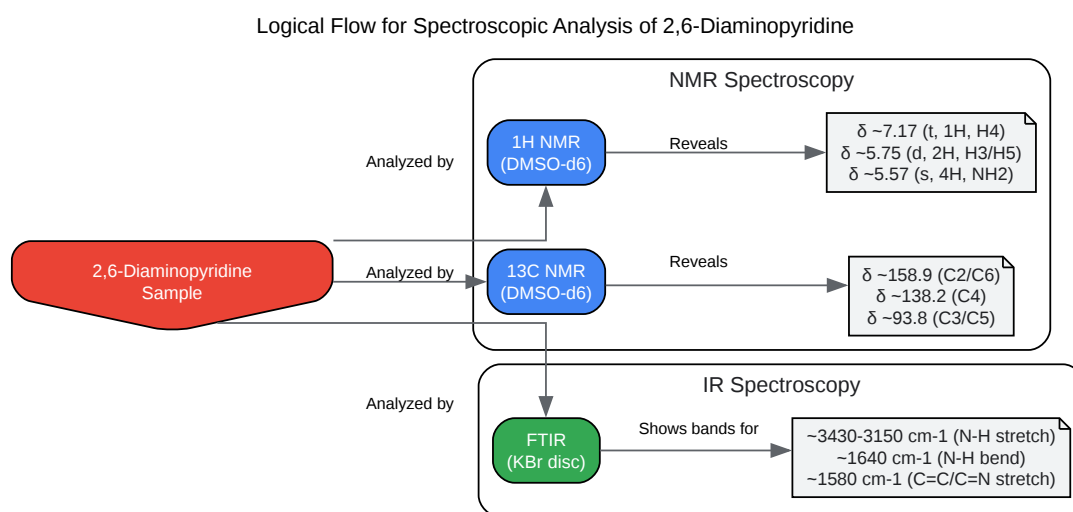 Logical Flow for Spectroscopic Analysis of 2,6-Diaminopyridine
NMR Spectroscopy
Analyzed by
1H NMR
(DMSO-d6)
Reveals
δ ~7.17 (t, 1H, H4)
δ ~5.75 (d, 2H, H3/H5)
δ ~5.57 (s, 4H, NH2)
2,6-Diaminopyridine
Sample
Analyzed by
13C NMR
(DMSO-d6)
Reveals
δ ~158.9 (C2/C6)
δ ~138.2 (C4)
δ ~93.8 (C3/C5)
IR Spectroscopy
Analyzed by
FTIR
(KBr disc)
Shows bands for
~3430-3150 cm-1 (N-H stretch)
~1640 cm-1 (N-H bend)
~1580 cm-1 (C=C/C=N stretch)